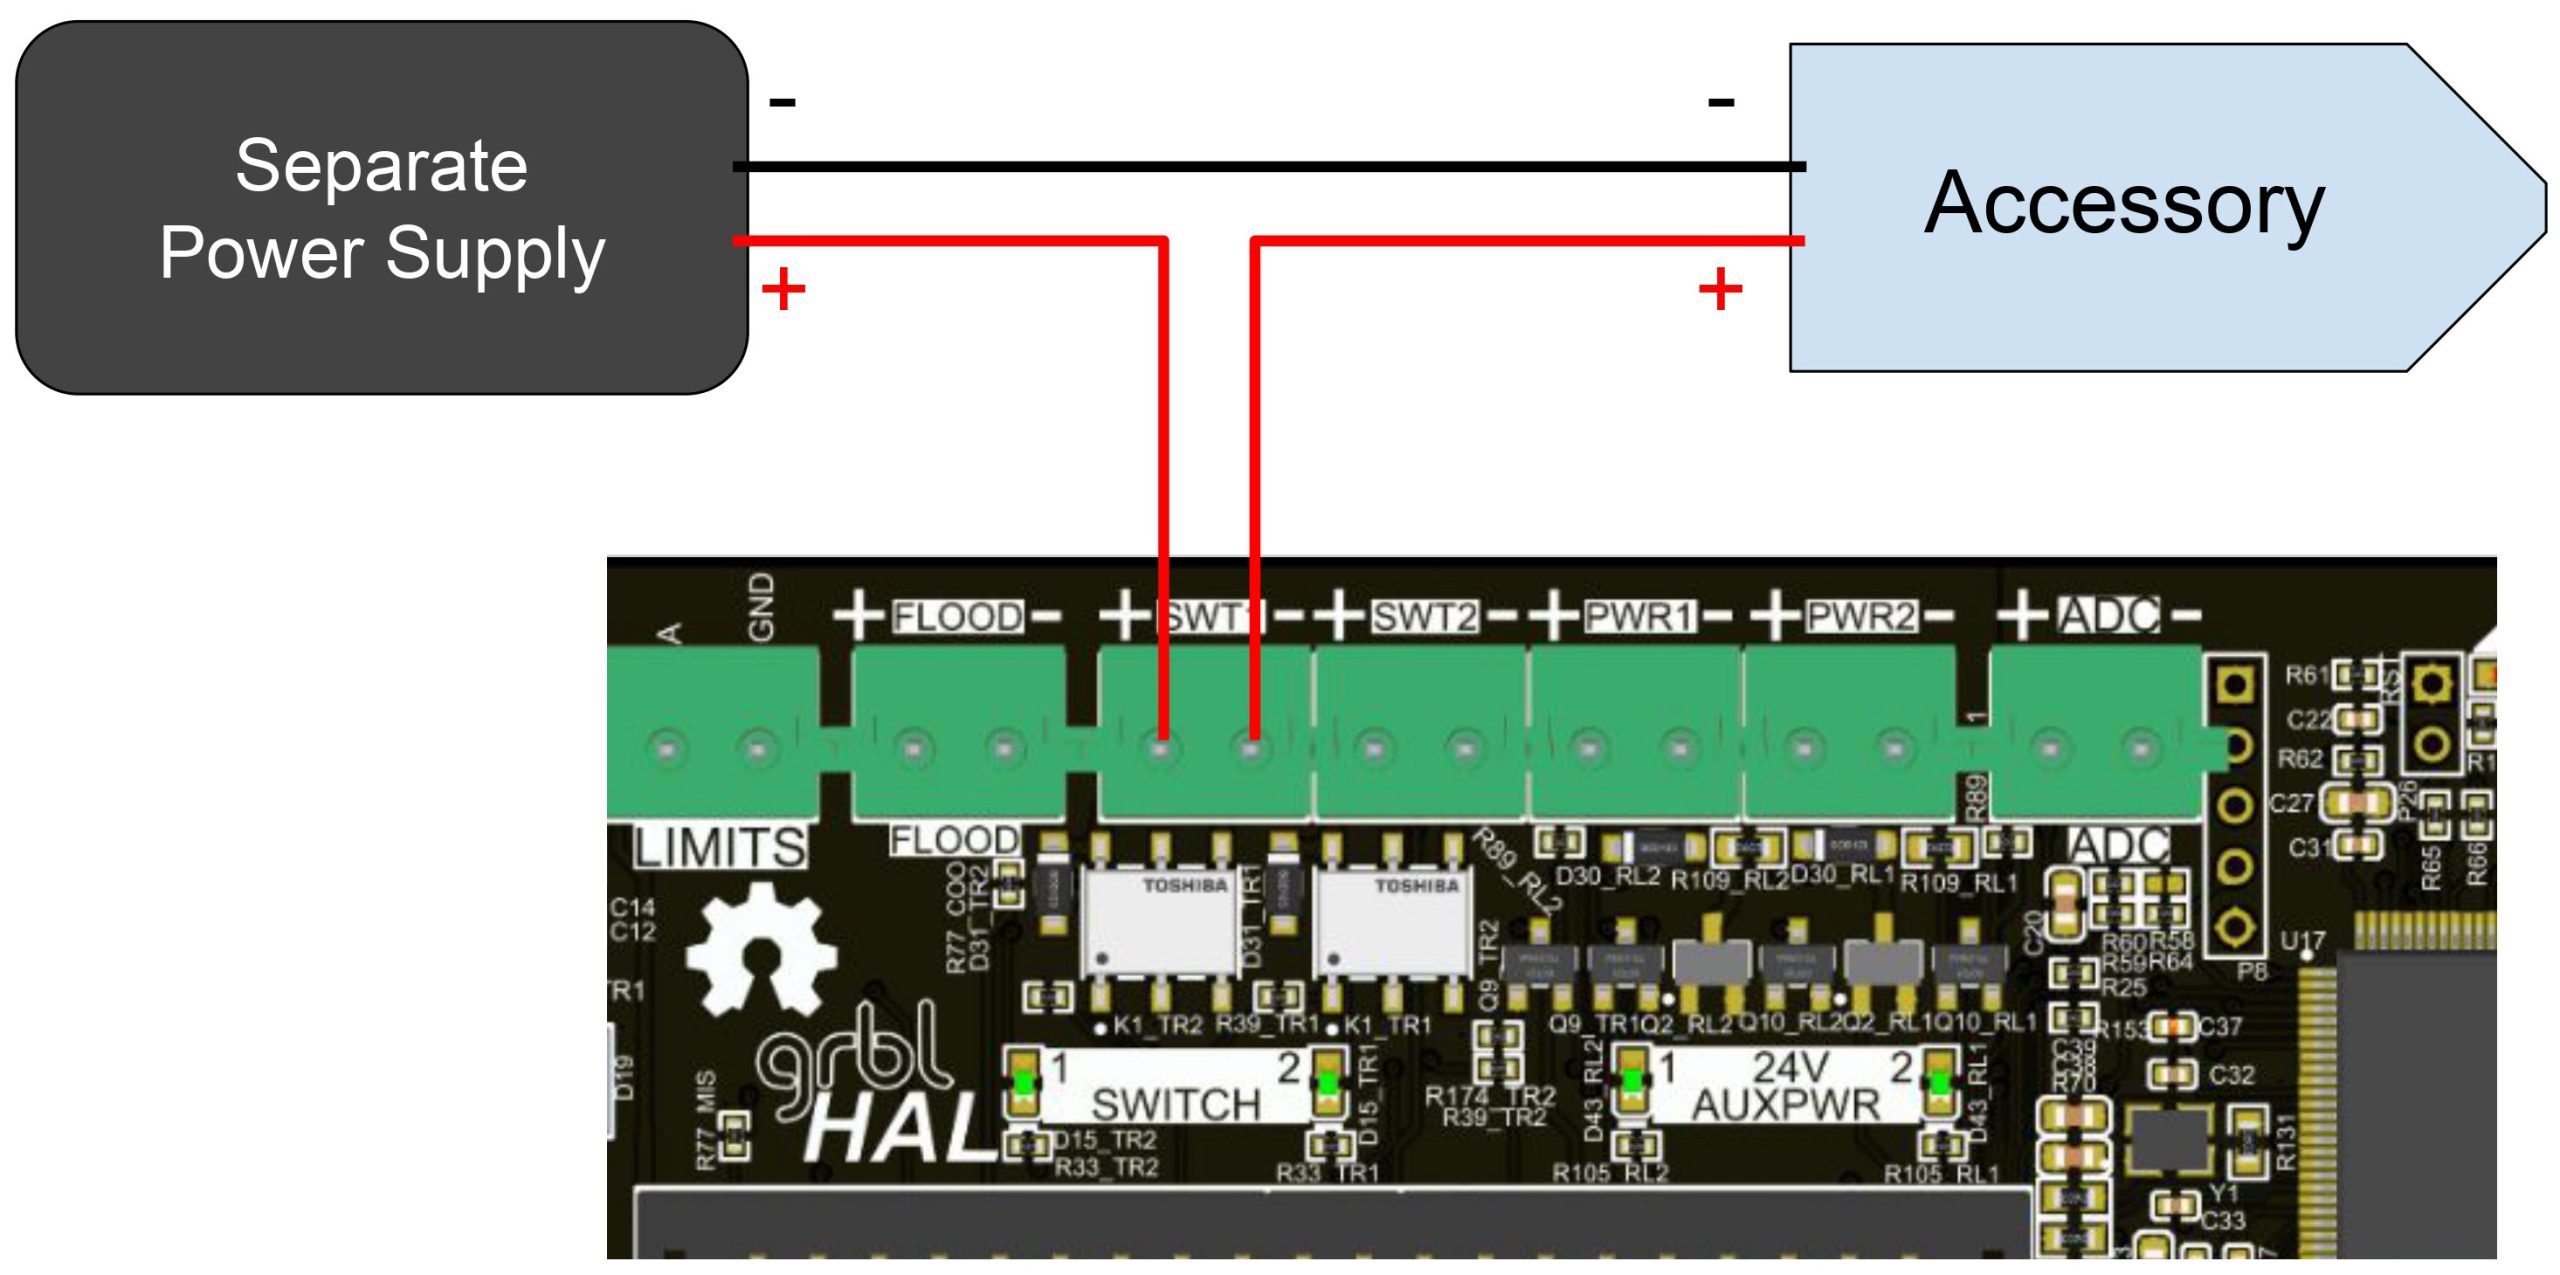 Separate
Power Supply
-
+
-
+
Accessory
A
GND
+ FLOOD -
+ SWT1 -
+ SWT2 -
+ PWR1 -
+ PWR2 -
+ ADC -
LIMITS
FLOOD
1
R89
ADC
R61
C22
R62
C27
C31
P26
R65
R66
C14
C12
R77_COO
D31_TR2
TOSHIBA
D31_TR1
TOSHIBA
R89_RL2
D30_RL2
R109_RL2
D30_RL1
R109_RL1
C20
R60
R58
R59
R64
R25
P8
U17
K1_TR2
R39_TR1
K1_TR1
Q9_TR2
Q9_TR1
Q2_RL2
Q10_RL2
Q2_RL1
Q10_RL1
R153
C37
C39
C38
R70
C32
D19
R77_MIS
grbl
HAL
1 2
SWITCH
D15_TR1
D15_TR2
R33_TR2
R33_TR1
R174_TR2
R39_TR2
D43_RL2
1 24V 2
AUXPWR
D43_RL1
R105_RL2
R105_RL1
R131
Y1
C33